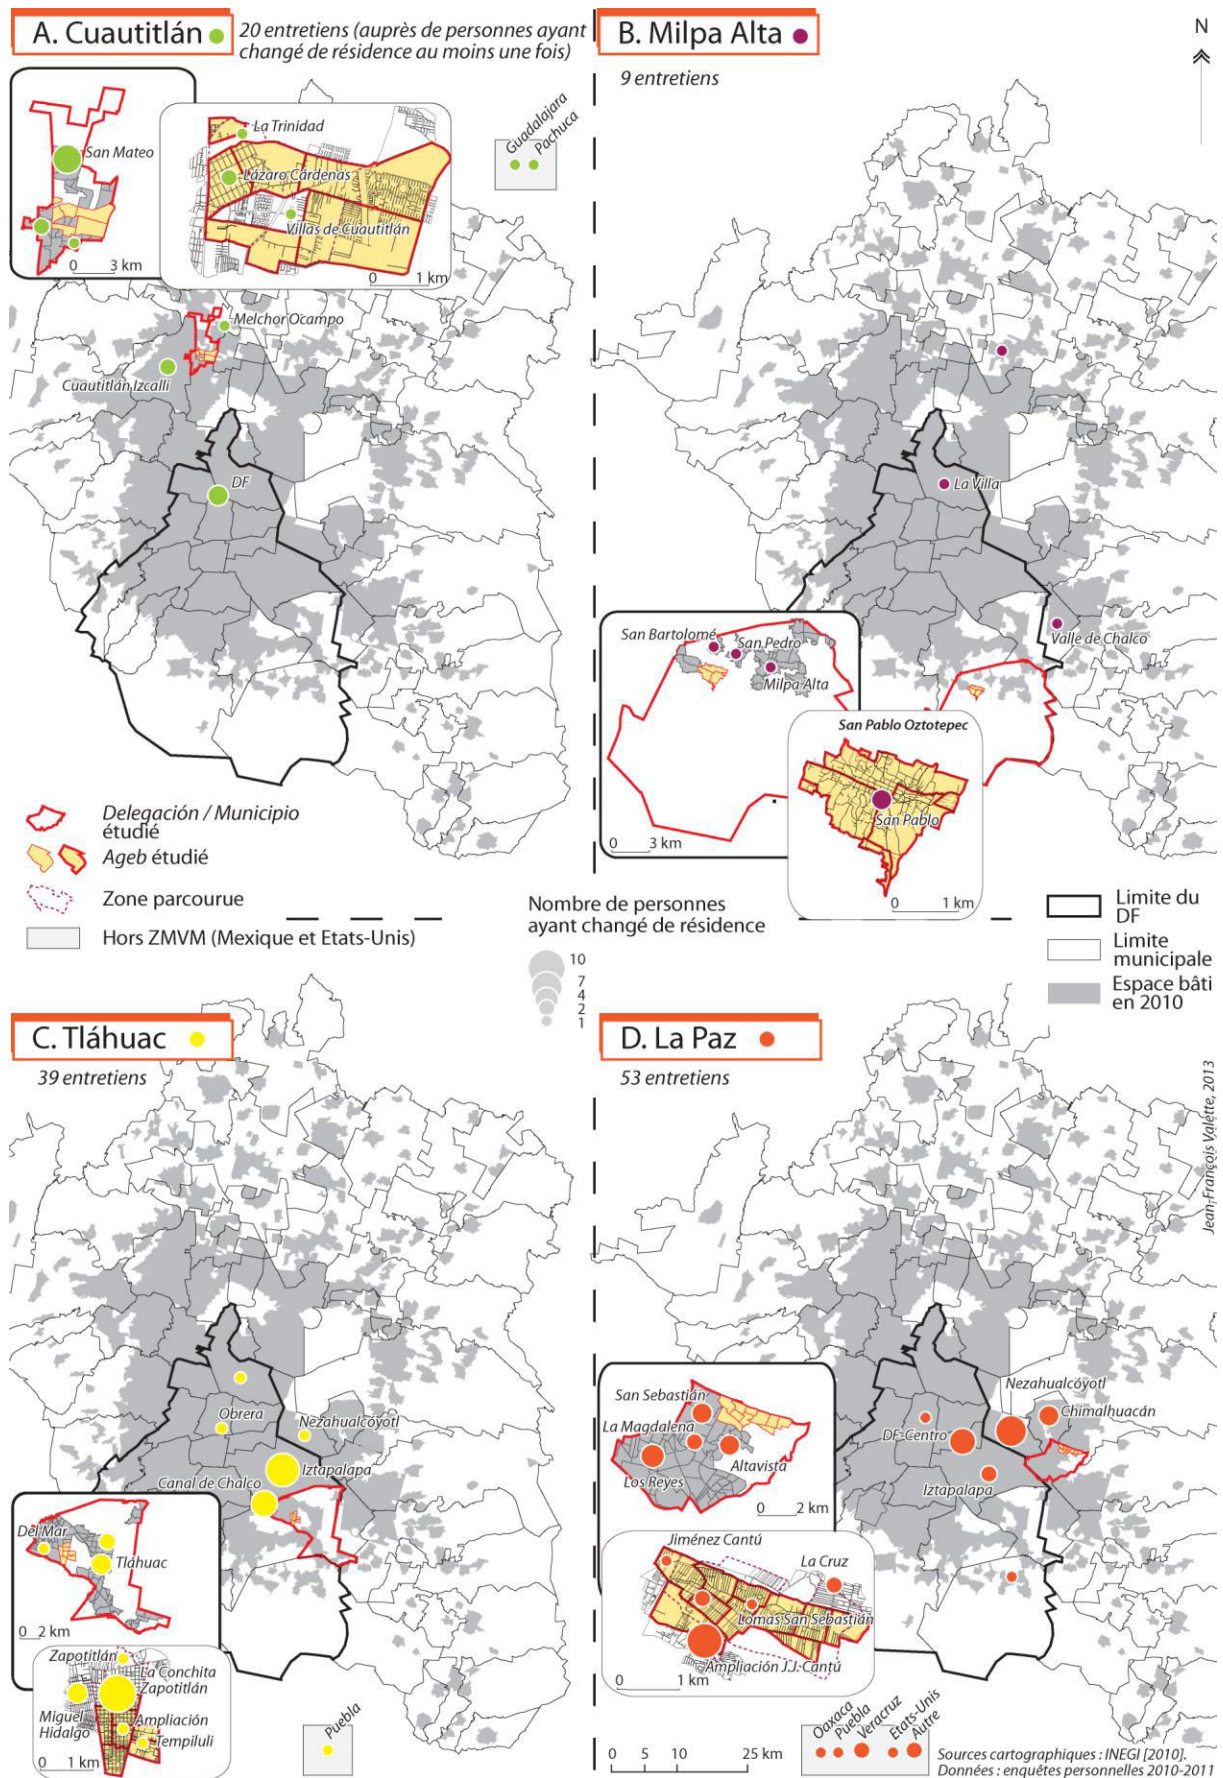 A. Cuautitlán
20 entretiens (auprès de personnes ayant
changé de résidence au moins une fois)
San Mateo
0 3 km
La Trinidad
Lázaro Cárdenas
Villas de Cuautitlán
0 1 km
Guadalajara
Pachuca
Melchor Ocampo
Cuautitlán Izcalli
DF
B. Milpa Alta
9 entretiens
N
La Villa
Valle de Chalco
San Bartolomé
San Pedro
Milpa Alta
0 3 km
San Pablo Oztotepec
San Pablo
0 1 km
Delegación / Municipio
étudié
Ageb étudié
Zone parcourue
Hors ZMVM (Mexique et Etats-Unis)
Nombre de personnes
ayant changé de résidence
10
7
4
2
1
Limite du
DF
Limite
municipale
Espace bâti
en 2010
C. Tláhuac
39 entretiens
Obrera
Nezahualcóyotl
Iztapalapa
Canal de Chalco
Del Mar
Tláhuac
0 2 km
Zapotitlán
La Conchita
Zapotitlán
Miguel
Hidalgo
Ampliación
Tempiluli
0 1 km
Puebla
D. La Paz
53 entretiens
Nezahualcóyotl
Chimalhuacán
DF-Centro
Iztapalapa
San Sebastián
La Magdalena
Los Reyes
Altavista
0 2 km
Jiménez Cantú
La Cruz
Lomas San Sebastián
Ampliación J.J.-Cantú
0 1 km
Oaxaca
Puebla
Veracruz
Etats-Unis
Autre
0 5 10 25 km
Sources cartographiques : INEGI [2010].
Données : enquêtes personnelles 2010-2011
Jean-François Valette, 2013